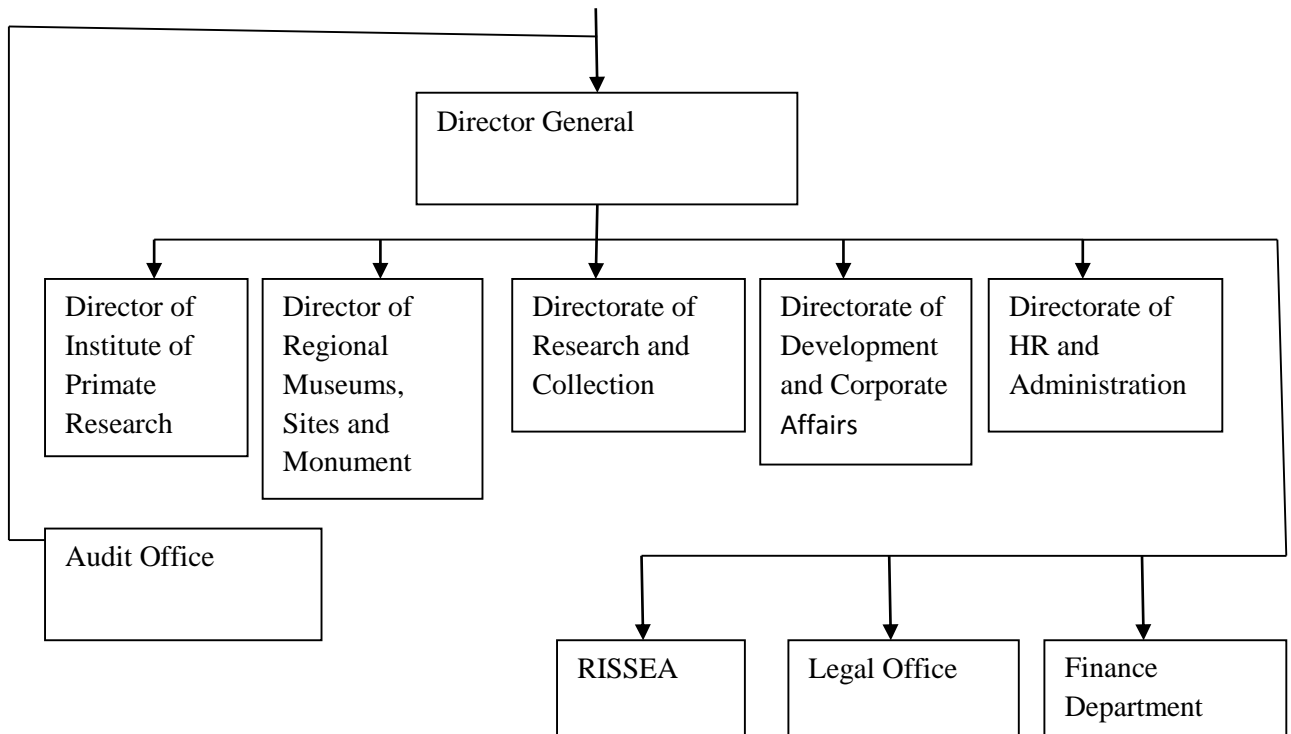 Director General
Director of
Institute of
Primate
Research
Director of
Regional
Museums,
Sites and
Monument
Directorate of
Research and
Collection
Directorate of
Development
and Corporate
Affairs
Directorate of
HR and
Administration
Audit Office
RISSEA
Legal Office
Finance
Department